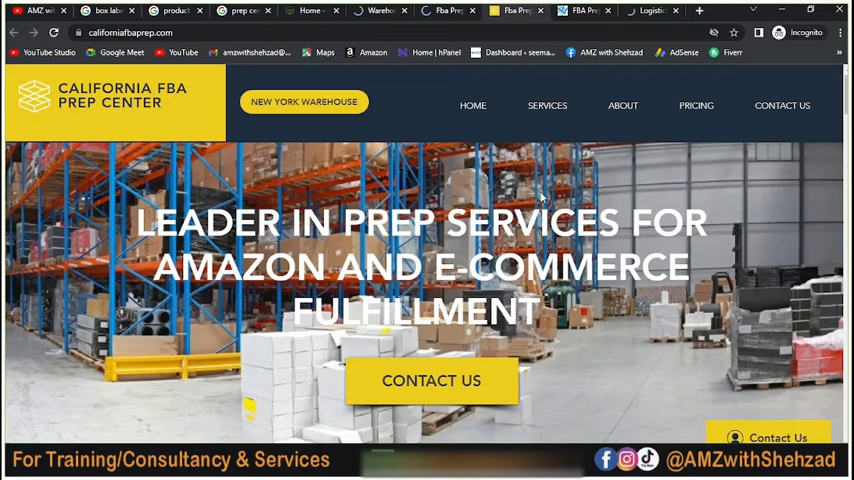 AMZ wi
box labe
product
prep cen
Home -
Wareho
Fba Pre
Fba Prep
FBA Pre
Logistic
californiafbaprep.com
Incognito
YouTube Studio
Google Meet
YouTube
amzwithshehzad@...
Maps
Amazon
Home | hPanel
Dashboard ‹ seema...
AMZ with Shehzad
AdSense
Fiverr
CALIFORNIA FBA
PREP CENTER
NEW YORK WAREHOUSE
HOME
SERVICES
ABOUT
PRICING
CONTACT US
LEADER IN PREP SERVICES FOR
AMAZON AND E-COMMERCE
FULFILLMENT
CONTACT US
Contact Us
For Training/Consultancy & Services
@AMZwithShehzad